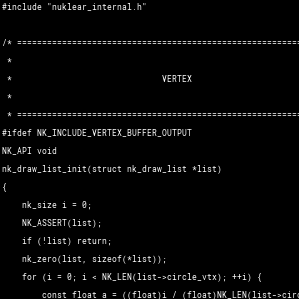 #include "nuklear_internal.h"
/* ========================================================
 *
 *                              VERTEX
 *
 * ========================================================
#ifdef NK_INCLUDE_VERTEX_BUFFER_OUTPUT
NK_API void
nk_draw_list_init(struct nk_draw_list *list)
{
    nk_size i = 0;
    NK_ASSERT(list);
    if (!list) return;
    nk_zero(list, sizeof(*list));
    for (i = 0; i < NK_LEN(list->circle_vtx); ++i) {
        const float a = ((float)i / (float)NK_LEN(list->circ